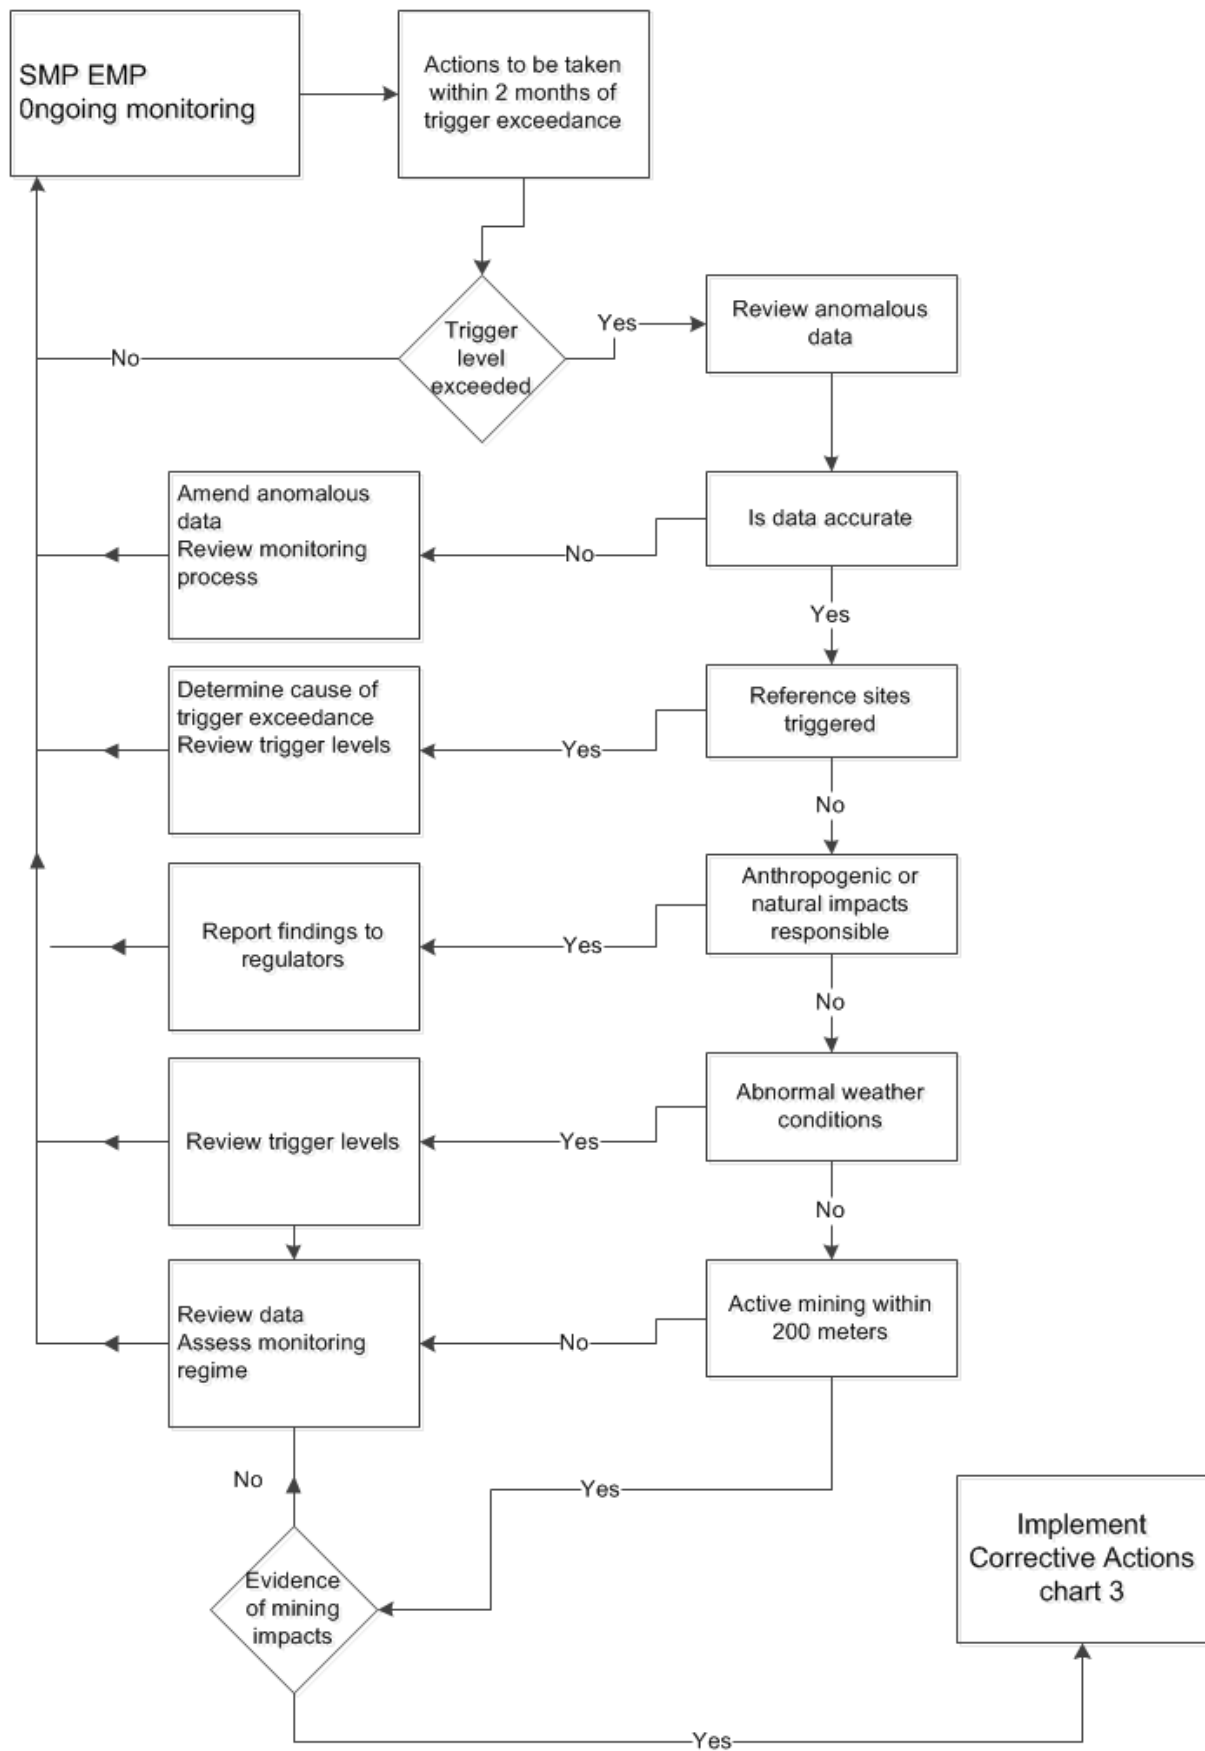 SMP EMP
0ngoing monitoring
Actions to be taken
within 2 months of
trigger exceedance
Trigger
level
exceeded
Yes
No
Review anomalous
data
Is data accurate
No
Amend anomalous
data
Review monitoring
process
Yes
Reference sites
triggered
Yes
Determine cause of
trigger exceedance
Review trigger levels
No
Anthropogenic or
natural impacts
responsible
Yes
Report findings to
regulators
No
Abnormal weather
conditions
Yes
Review trigger levels
No
Active mining within
200 meters
No
Review data
Assess monitoring
regime
Yes
No
Evidence
of mining
impacts
Yes
Implement
Corrective Actions
chart 3